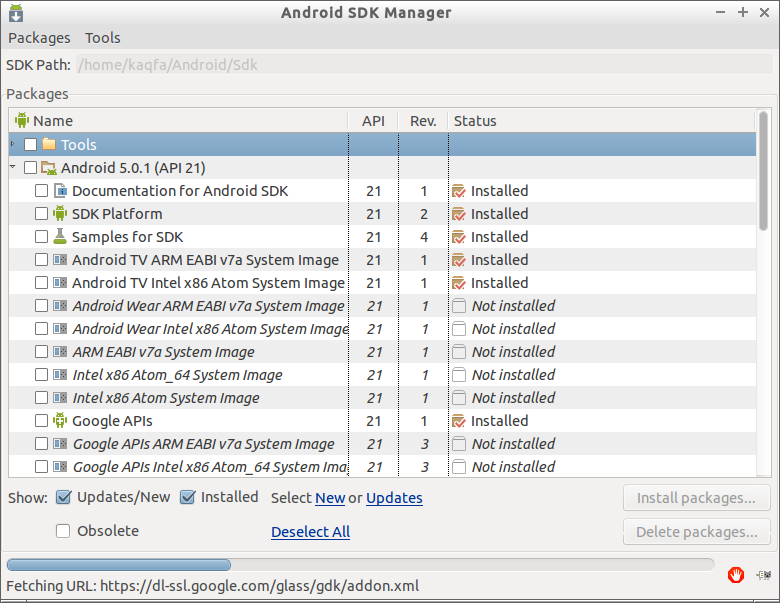 Android SDK Manager
Packages Tools
SDK Path: /home/kaqfa/Android/Sdk
Packages
Name API Rev. Status
Tools
Android 5.0.1 (API 21)
Documentation for Android SDK 21 1 Installed
SDK Platform 21 2 Installed
Samples for SDK 21 4 Installed
Android TV ARM EABI v7a System Image 21 1 Installed
Android TV Intel x86 Atom System Image 21 1 Installed
Android Wear ARM EABI v7a System Image 21 1 Not installed
Android Wear Intel x86 Atom System Image 21 1 Not installed
ARM EABI v7a System Image 21 1 Not installed
Intel x86 Atom_64 System Image 21 1 Not installed
Intel x86 Atom System Image 21 1 Not installed
Google APIs 21 1 Installed
Google APIs ARM EABI v7a System Image 21 3 Not installed
Google APIs Intel x86 Atom_64 System Ima 21 3 Not installed
Show: Updates/New Installed Select New or Updates Install packages...
Obsolete Deselect All Delete packages...
Fetching URL: https://dl-ssl.google.com/glass/gdk/addon.xml